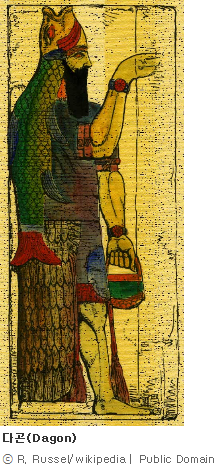 다곤(Dagon)
ⓒ R, Russel/wikipedia | Public Domain